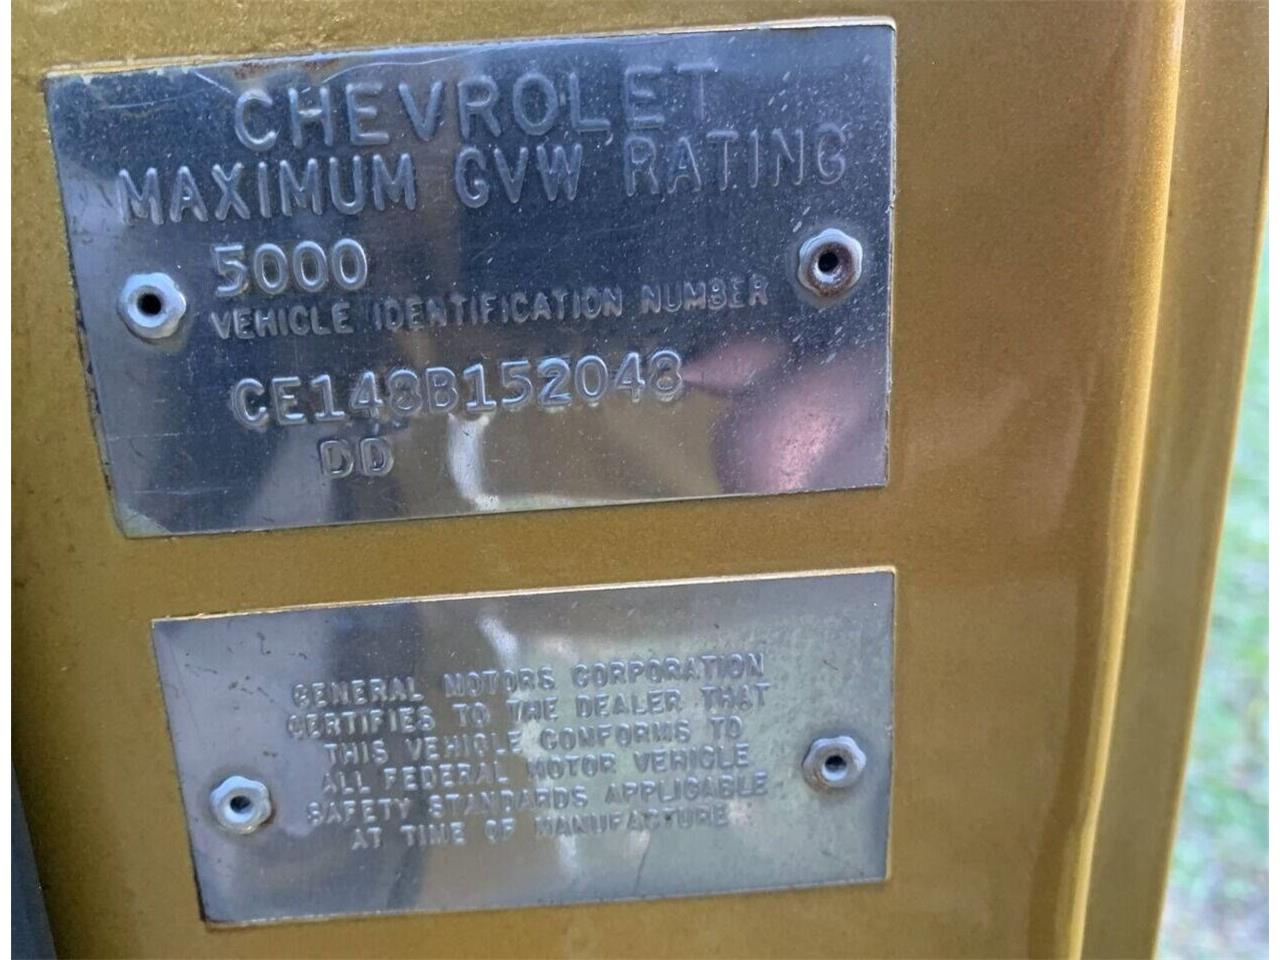 CHEVROLET
MAXIMUM GVW RATING
5000
VEHICLE IDENTIFICATION NUMBER
CE148B152048
DD
GENERAL MOTORS CORPORATION
CERTIFIES TO THE DEALER THAT
THIS VEHICLE CONFORMS TO
ALL FEDERAL MOTOR VEHICLE
SAFETY STANDARDS APPLICABLE
AT TIME OF MANUFACTURE